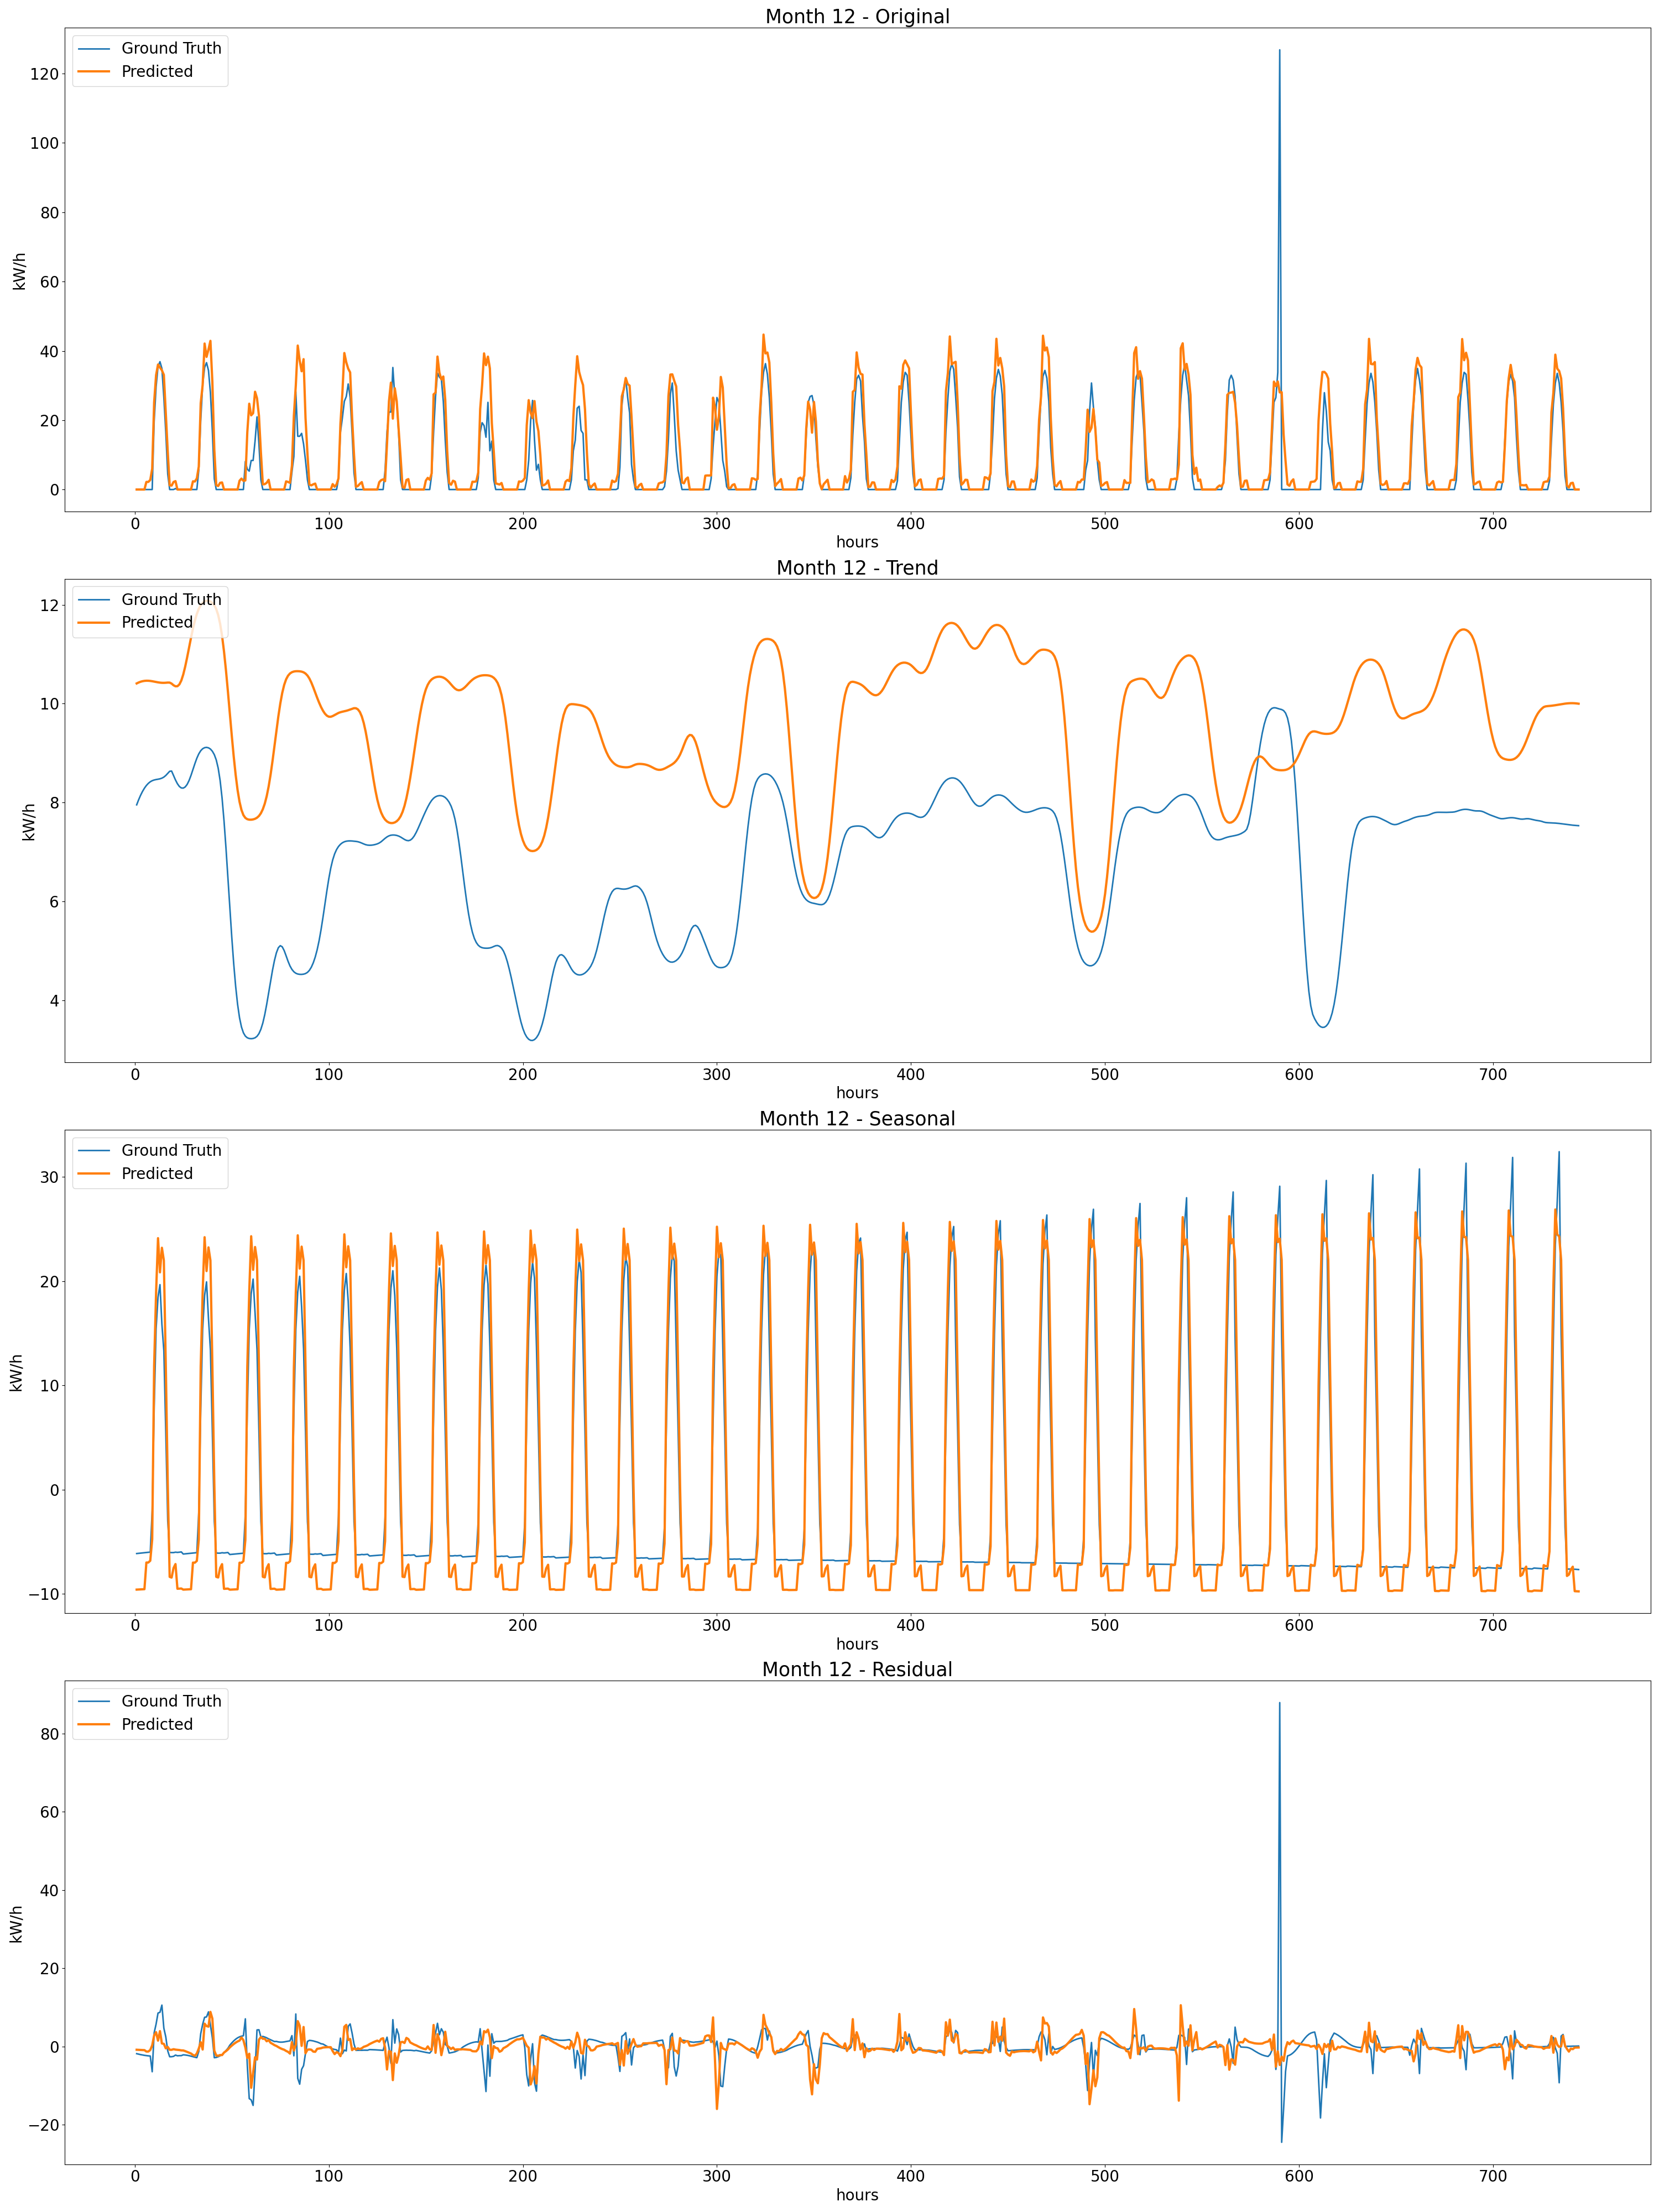 Month 12 - Original
Ground Truth
Predicted
120
100
80
60
40
20
0
kW/h
0 100 200 300 400 500 600 700
hours
Month 12 - Trend
Ground Truth
Predicted
12
10
8
6
4
kW/h
0 100 200 300 400 500 600 700
hours
Month 12 - Seasonal
Ground Truth
Predicted
30
20
10
0
−10
kW/h
0 100 200 300 400 500 600 700
hours
Month 12 - Residual
Ground Truth
Predicted
80
60
40
20
0
−20
kW/h
0 100 200 300 400 500 600 700
hours